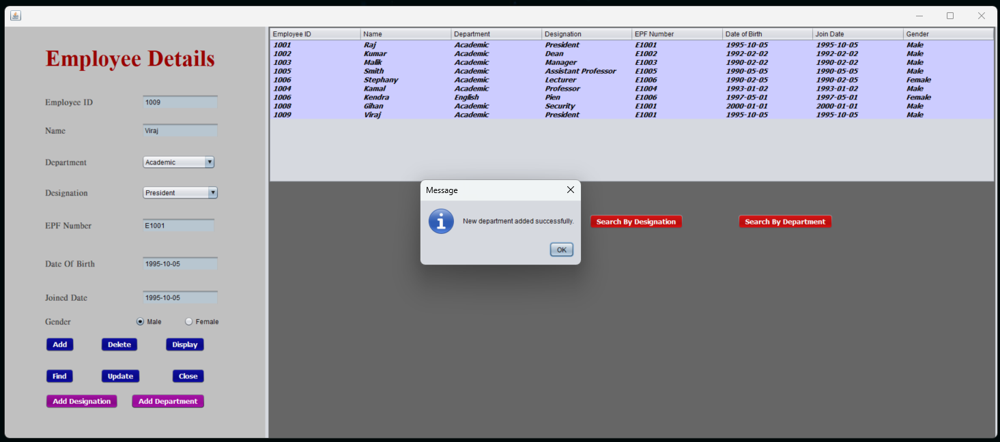 Employee Details
Employee ID 1009
Name Viraj
Department Academic
Designation President
EPF Number E1001
Date Of Birth 1995-10-05
Joined Date 1995-10-05
Gender Male Female
Add Delete Display
Find Update Close
Add Designation Add Department
Employee ID Name Department Designation EPF Number Date of Birth Join Date Gender
1001 Raj Academic President E1001 1995-10-05 1995-10-05 Male
1002 Kumar Academic Dean E1002 1992-02-02 1992-02-02 Male
1003 Malik Academic Manager E1003 1990-02-02 1990-02-02 Male
1005 Smith Academic Assistant Professor E1005 1990-05-05 1990-05-05 Male
1006 Stephany Academic Lecturer E1006 1990-02-05 1990-02-05 Female
1004 Kamal Academic Professor E1004 1993-01-02 1993-01-02 Male
1006 Kendra English Pien E1006 1997-05-01 1997-05-01 Female
1008 Gihan Academic Security E1001 2000-01-01 2000-01-01 Male
1009 Viraj Academic President E1001 1995-10-05 1995-10-05 Male
Message
New department added successfully.
OK
Search By Designation Search By Department